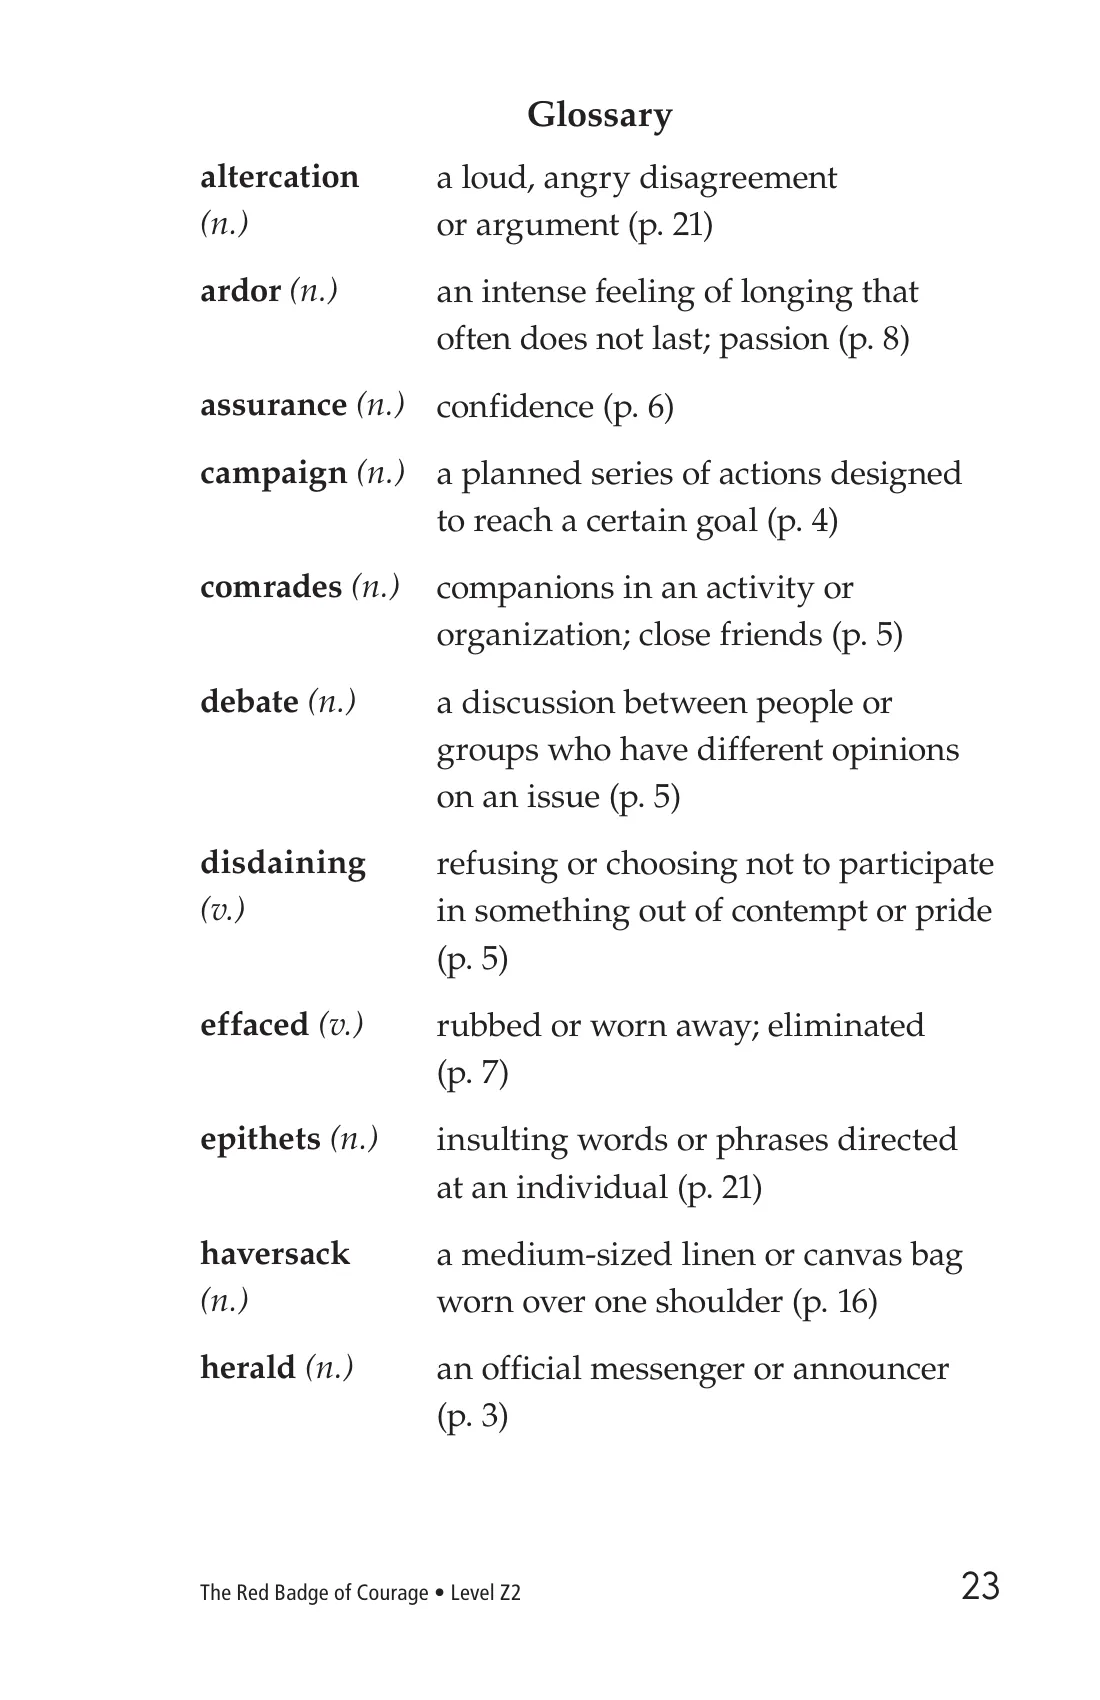 Glossary
altercation a loud, angry disagreement
(n.) or argument (p. 21)
ardor (n.) an intense feeling of longing that
often does not last; passion (p. 8)
assurance (n.) confidence (p. 6)
campaign (n.) a planned series of actions designed
to reach a certain goal (p. 4)
comrades (n.) companions in an activity or
organization; close friends (p. 5)
debate (n.) a discussion between people or
groups who have different opinions
on an issue (p. 5)
disdaining refusing or choosing not to participate
(v.) in something out of contempt or pride
(p. 5)
effaced (v.) rubbed or worn away; eliminated
(p. 7)
epithets (n.) insulting words or phrases directed
at an individual (p. 21)
haversack a medium-sized linen or canvas bag
(n.) worn over one shoulder (p. 16)
herald (n.) an official messenger or announcer
(p. 3)
The Red Badge of Courage • Level Z2 23